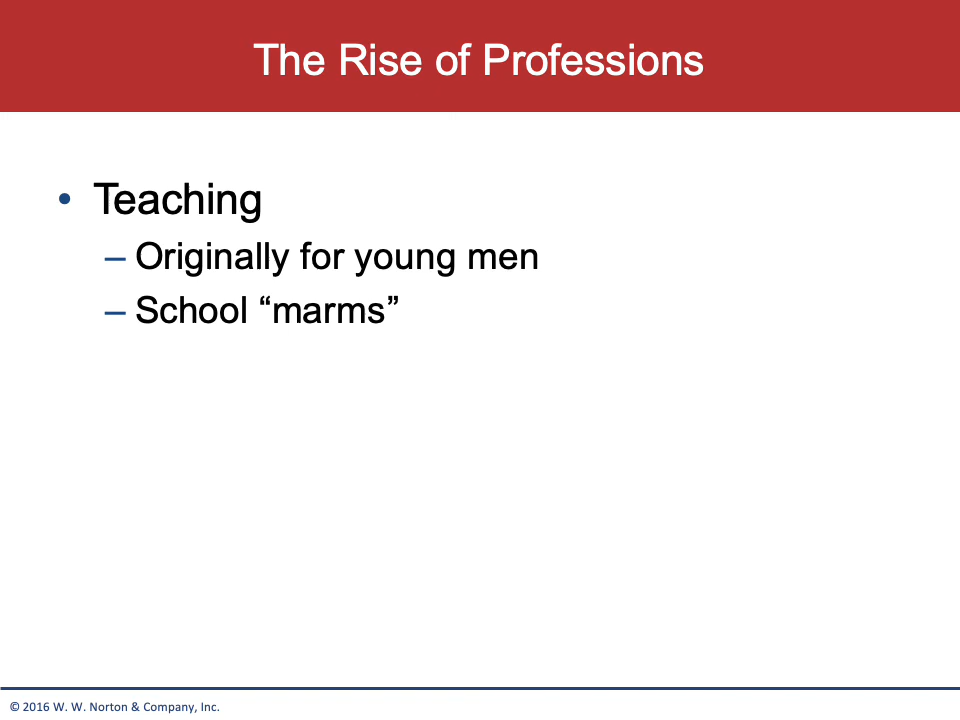 The Rise of Professions
• Teaching
– Originally for young men
– School “marms”
© 2016 W. W. Norton & Company, Inc.